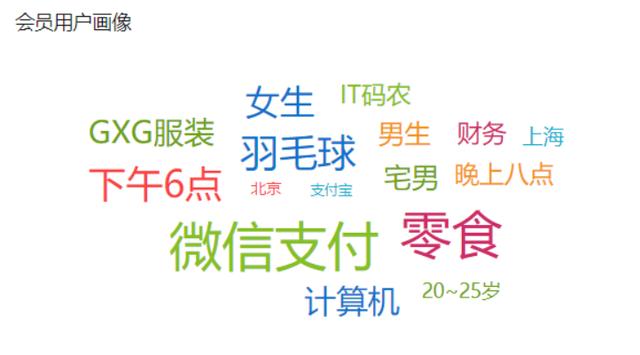 会员用户画像
女生
IT码农
GXG服装
羽毛球
男生
财务
上海
下午6点
北京
支付宝
宅男
晚上八点
微信支付
零食
计算机
20~25岁